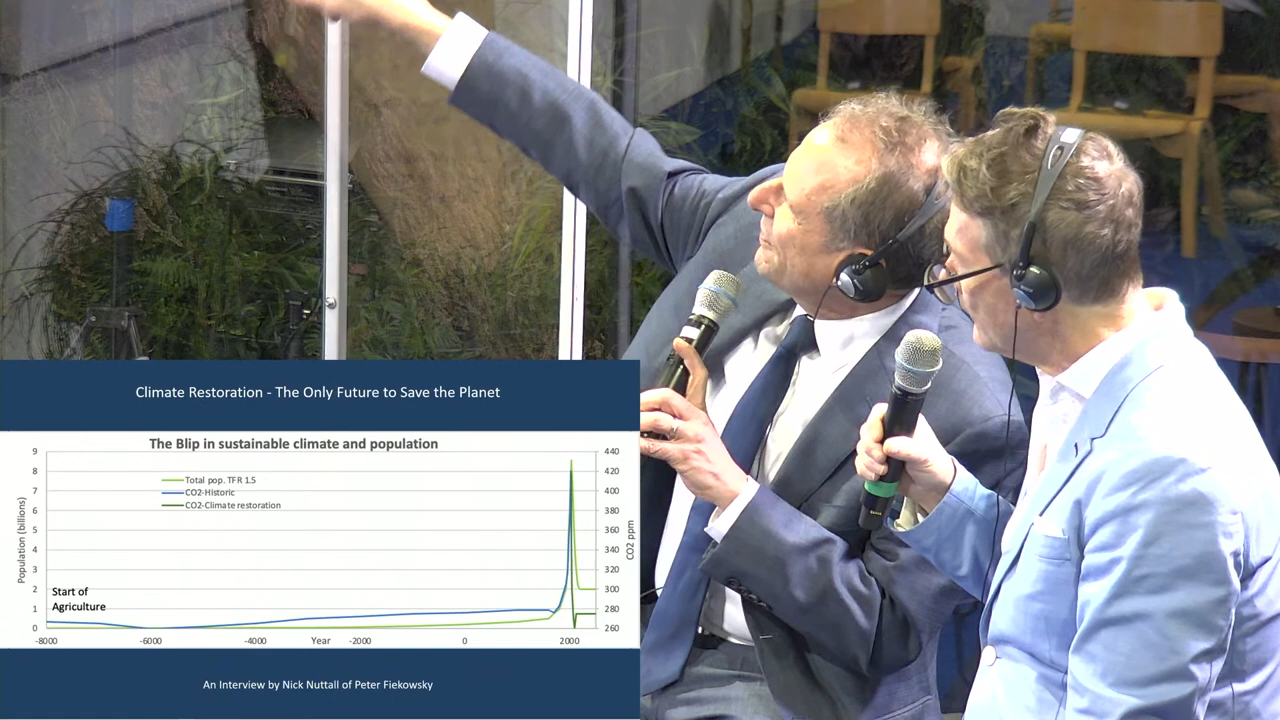 Climate Restoration - The Only Future to Save the Planet
The Blip in sustainable climate and population
9
8
7
6
5
4
3
2
1
0
Population (billions)
Total pop. TFR 1.5
CO2-Historic
CO2-Climate restoration
Start of
Agriculture
440
420
400
380
360
340
320
300
280
260
CO2 ppm
-8000 -6000 -4000 Year -2000 0 2000
An Interview by Nick Nuttall of Peter Fiekowsky